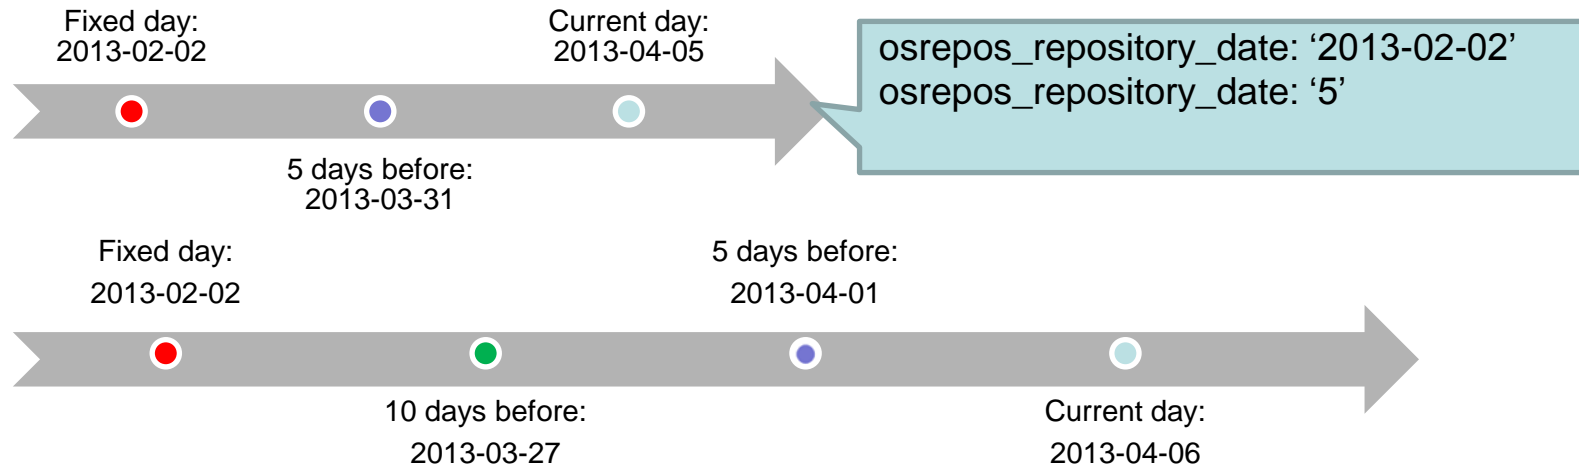 Fixed day:
2013-02-02
Current day:
2013-04-05
osrepos_repository_date: ‘2013-02-02’
osrepos_repository_date: ‘5’
5 days before:
2013-03-31
Fixed day:
2013-02-02
5 days before:
2013-04-01
10 days before:
2013-03-27
Current day:
2013-04-06